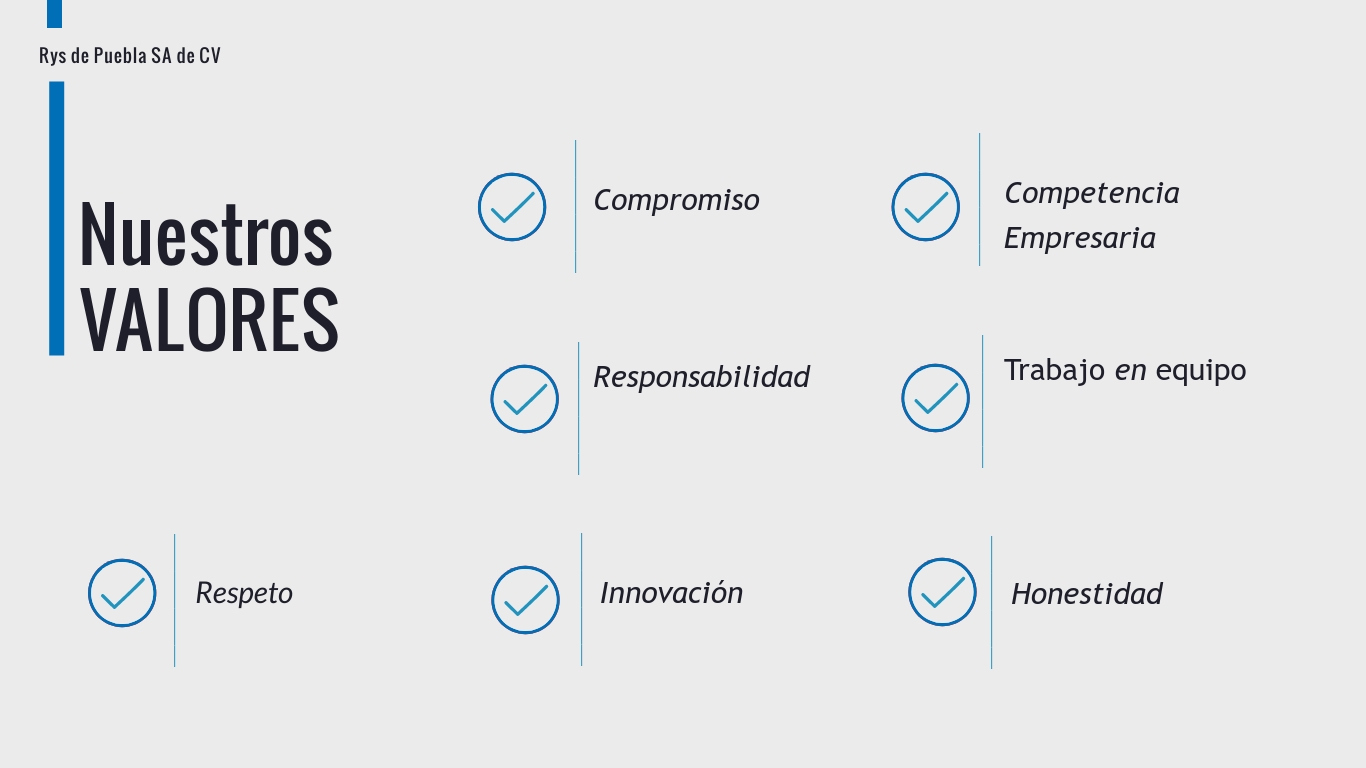 Rys de Puebla SA de CV
Nuestros
VALORES
Compromiso
Competencia
Empresaria
Responsabilidad
Trabajo en equipo
Respeto
Innovación
Honestidad